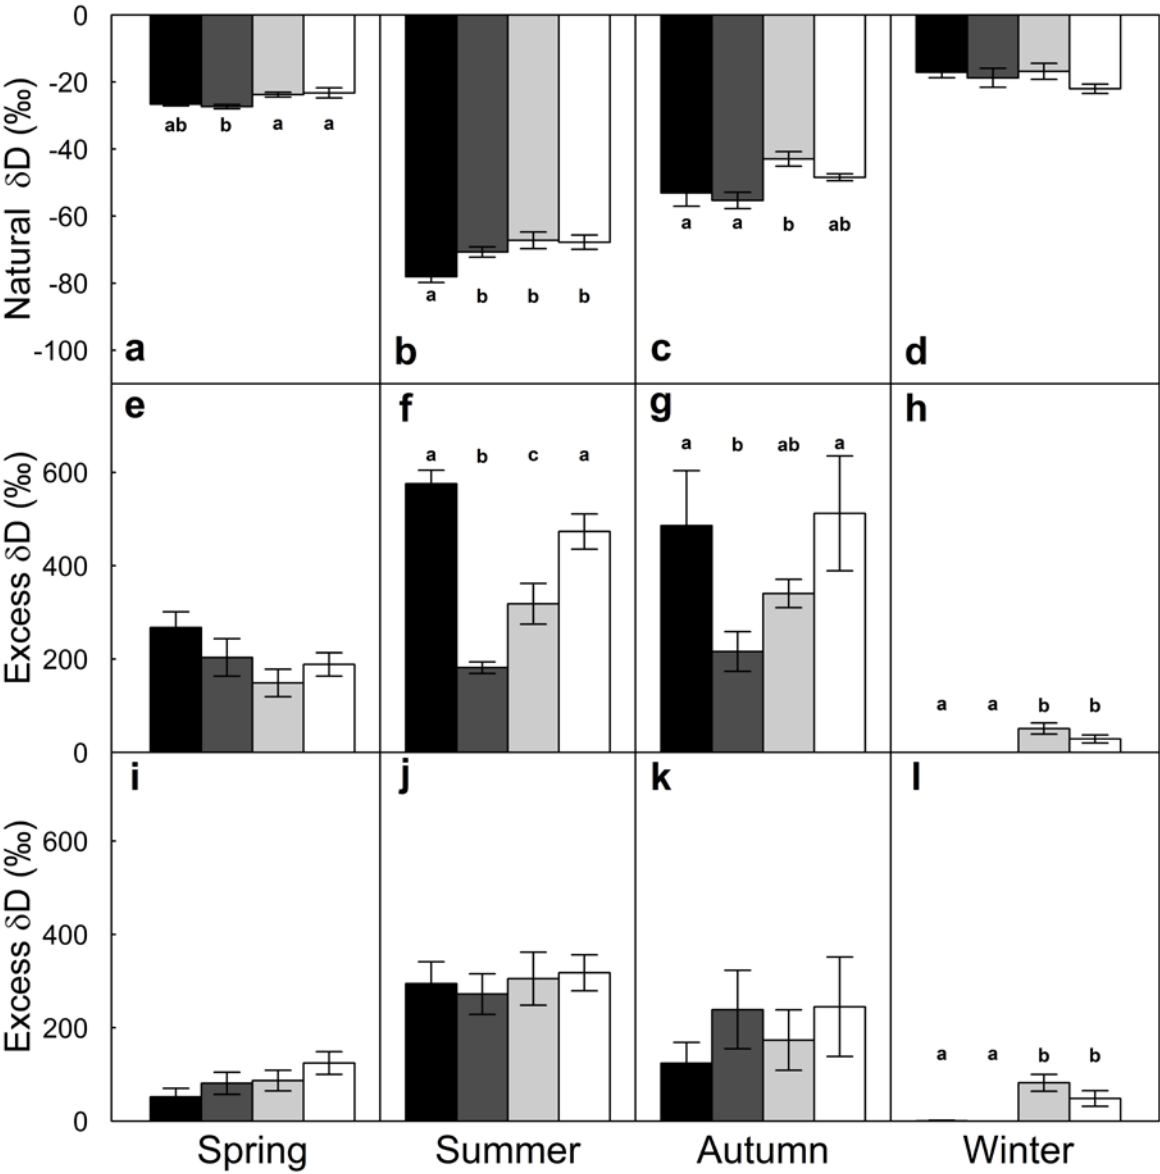 0
-20
-40
-60
-80
-100
Natural δD (‰)
ab b a a
a b b b
a a b ab
a b c d
e f g h
600
400
200
0
Excess δD (‰)
a b c a
a b ab a
a a b b
i j k l
600
400
200
0
Excess δD (‰)
a a b b
Spring Summer Autumn Winter